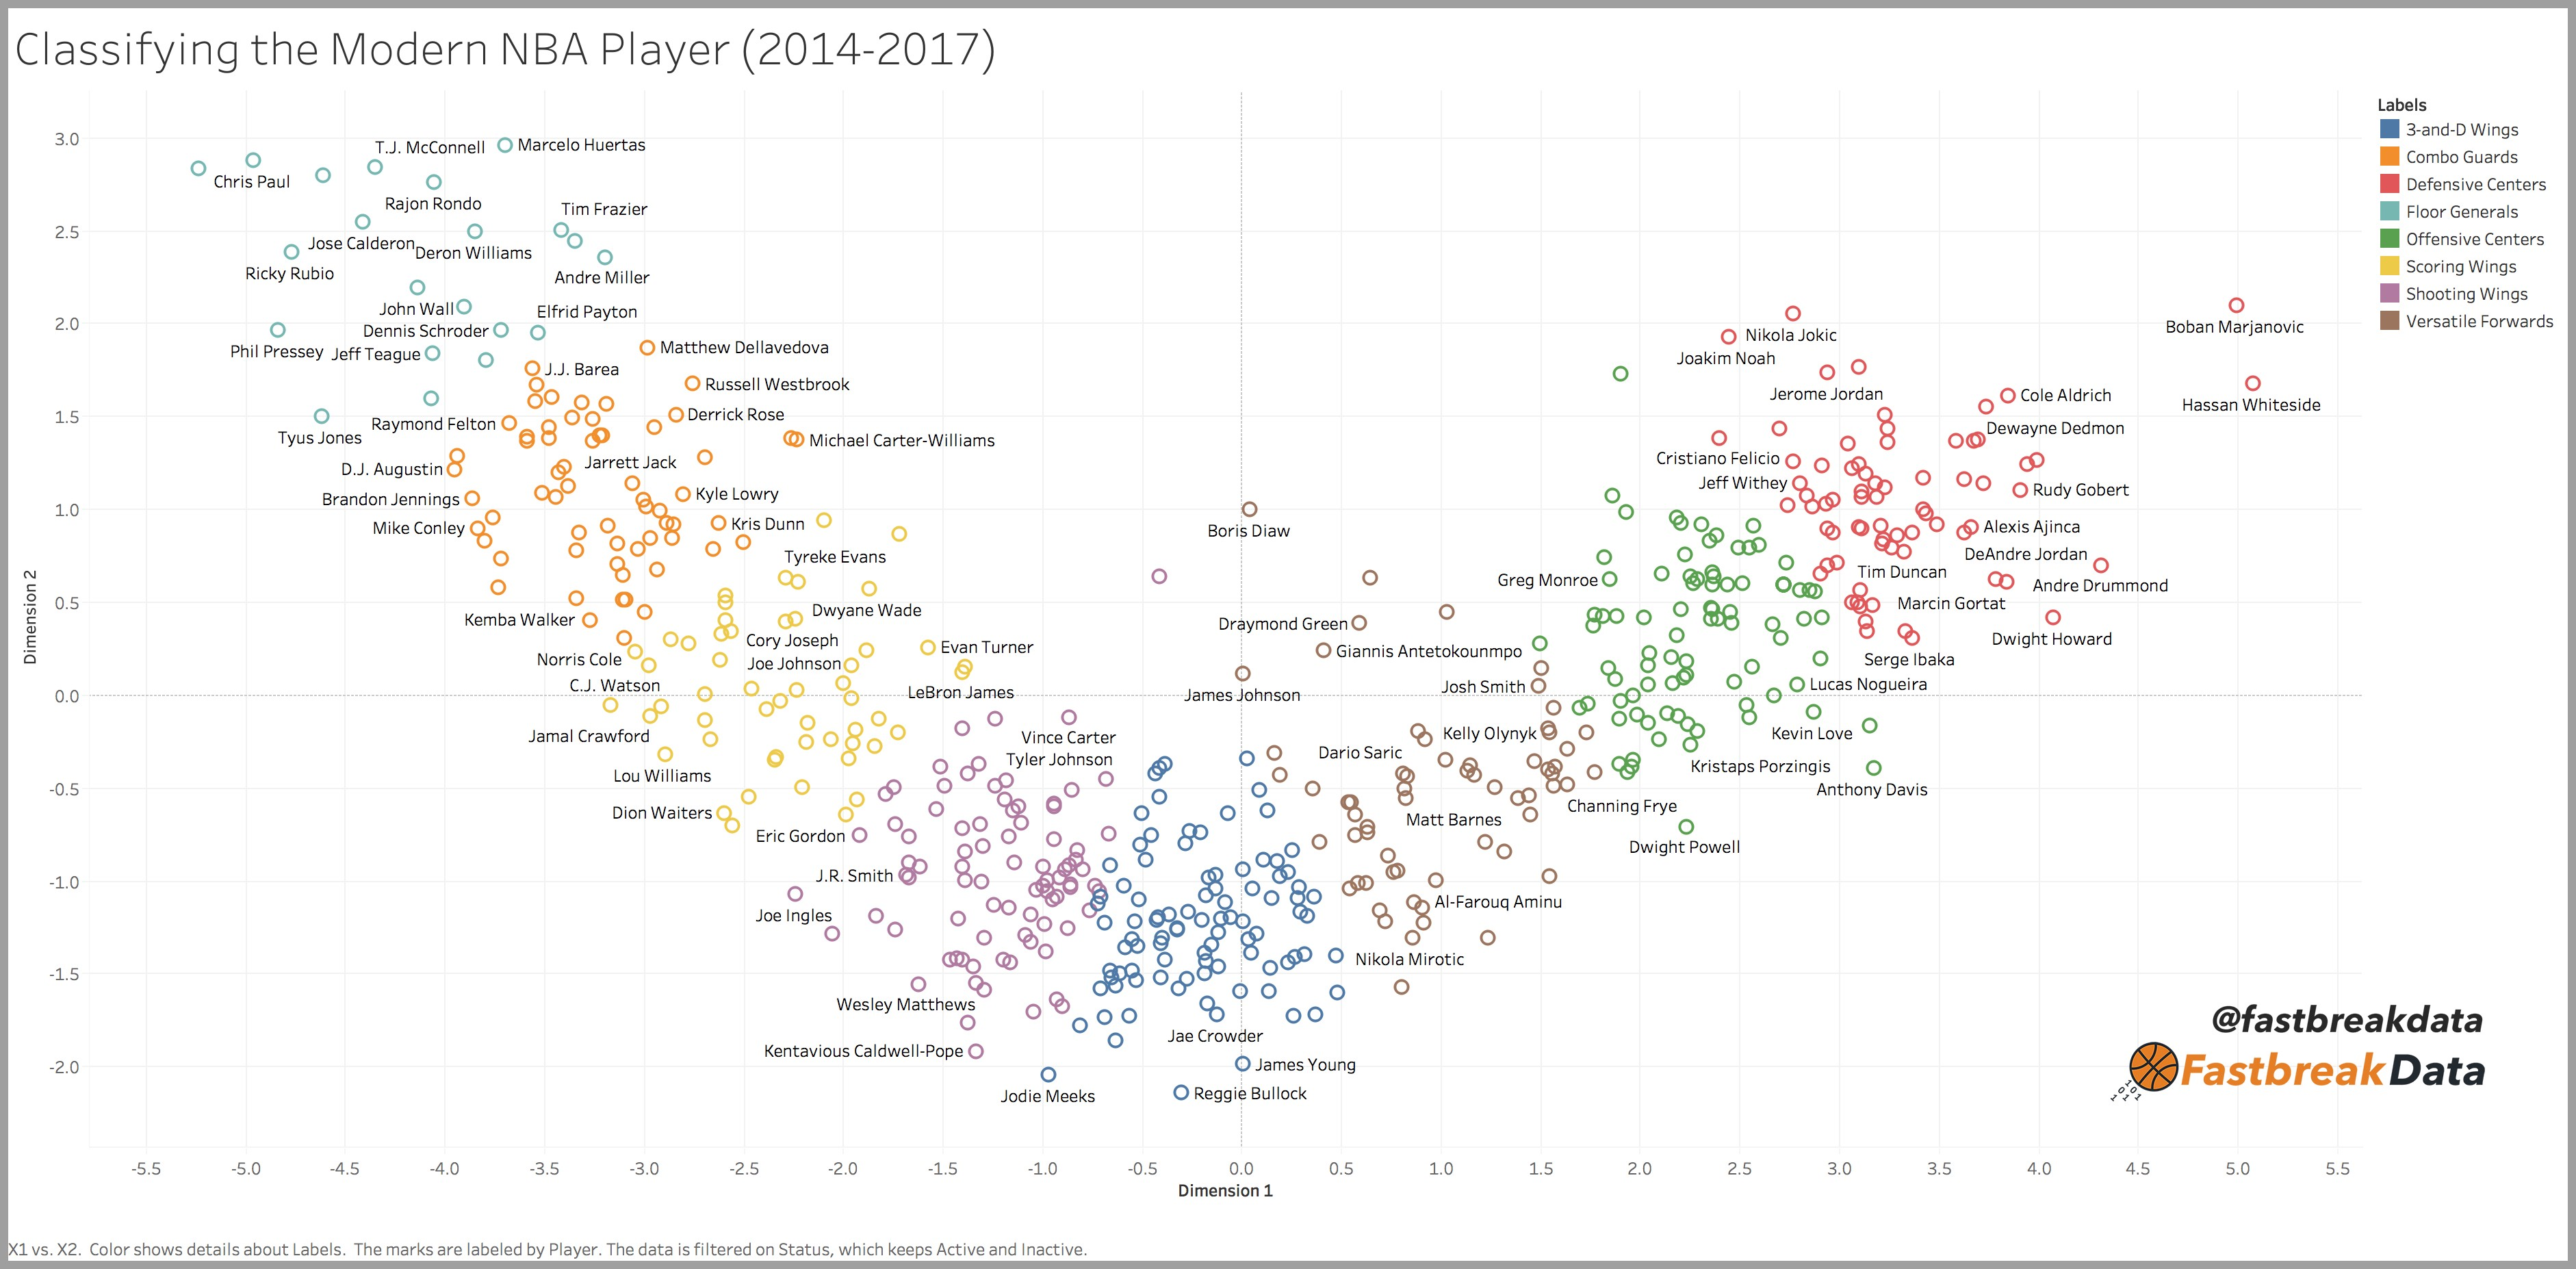 Classifying the Modern NBA Player (2014-2017)
Labels
3-and-D Wings
Combo Guards
Defensive Centers
Floor Generals
Offensive Centers
Scoring Wings
Shooting Wings
Versatile Forwards
Dimension 2
3.0
2.5
2.0
1.5
1.0
0.5
0.0
-0.5
-1.0
-1.5
-2.0
T.J. McConnell
Marcelo Huertas
Chris Paul
Rajon Rondo
Tim Frazier
Jose Calderon
Deron Williams
Ricky Rubio
Andre Miller
John Wall
Elfrid Payton
Dennis Schroder
Phil Pressey
Jeff Teague
Matthew Dellavedova
J.J. Barea
Russell Westbrook
Derrick Rose
Raymond Felton
Tyus Jones
Michael Carter-Williams
D.J. Augustin
Jarrett Jack
Brandon Jennings
Kyle Lowry
Mike Conley
Kris Dunn
Tyreke Evans
Kemba Walker
Dwyane Wade
Cory Joseph
Evan Turner
Norris Cole
Joe Johnson
C.J. Watson
LeBron James
Jamal Crawford
Vince Carter
Tyler Johnson
Lou Williams
Dion Waiters
Eric Gordon
J.R. Smith
Joe Ingles
Wesley Matthews
Kentavious Caldwell-Pope
Jodie Meeks
Boris Diaw
Draymond Green
Giannis Antetokounmpo
James Johnson
Josh Smith
Kelly Olynyk
Dario Saric
Channing Frye
Matt Barnes
Dwight Powell
Al-Farouq Aminu
Nikola Mirotic
Jae Crowder
James Young
Reggie Bullock
Boban Marjanovic
Nikola Jokic
Joakim Noah
Jerome Jordan
Cole Aldrich
Hassan Whiteside
Dewayne Dedmon
Cristiano Felicio
Jeff Withey
Rudy Gobert
Alexis Ajinca
DeAndre Jordan
Greg Monroe
Tim Duncan
Andre Drummond
Marcin Gortat
Dwight Howard
Serge Ibaka
Lucas Nogueira
Kevin Love
Kristaps Porzingis
Anthony Davis
@fastbreakdata
FastbreakData
-5.5 -5.0 -4.5 -4.0 -3.5 -3.0 -2.5 -2.0 -1.5 -1.0 -0.5 0.0 0.5 1.0 1.5 2.0 2.5 3.0 3.5 4.0 4.5 5.0 5.5
Dimension 1
X1 vs. X2.  Color shows details about Labels.  The marks are labeled by Player. The data is filtered on Status, which keeps Active and Inactive.